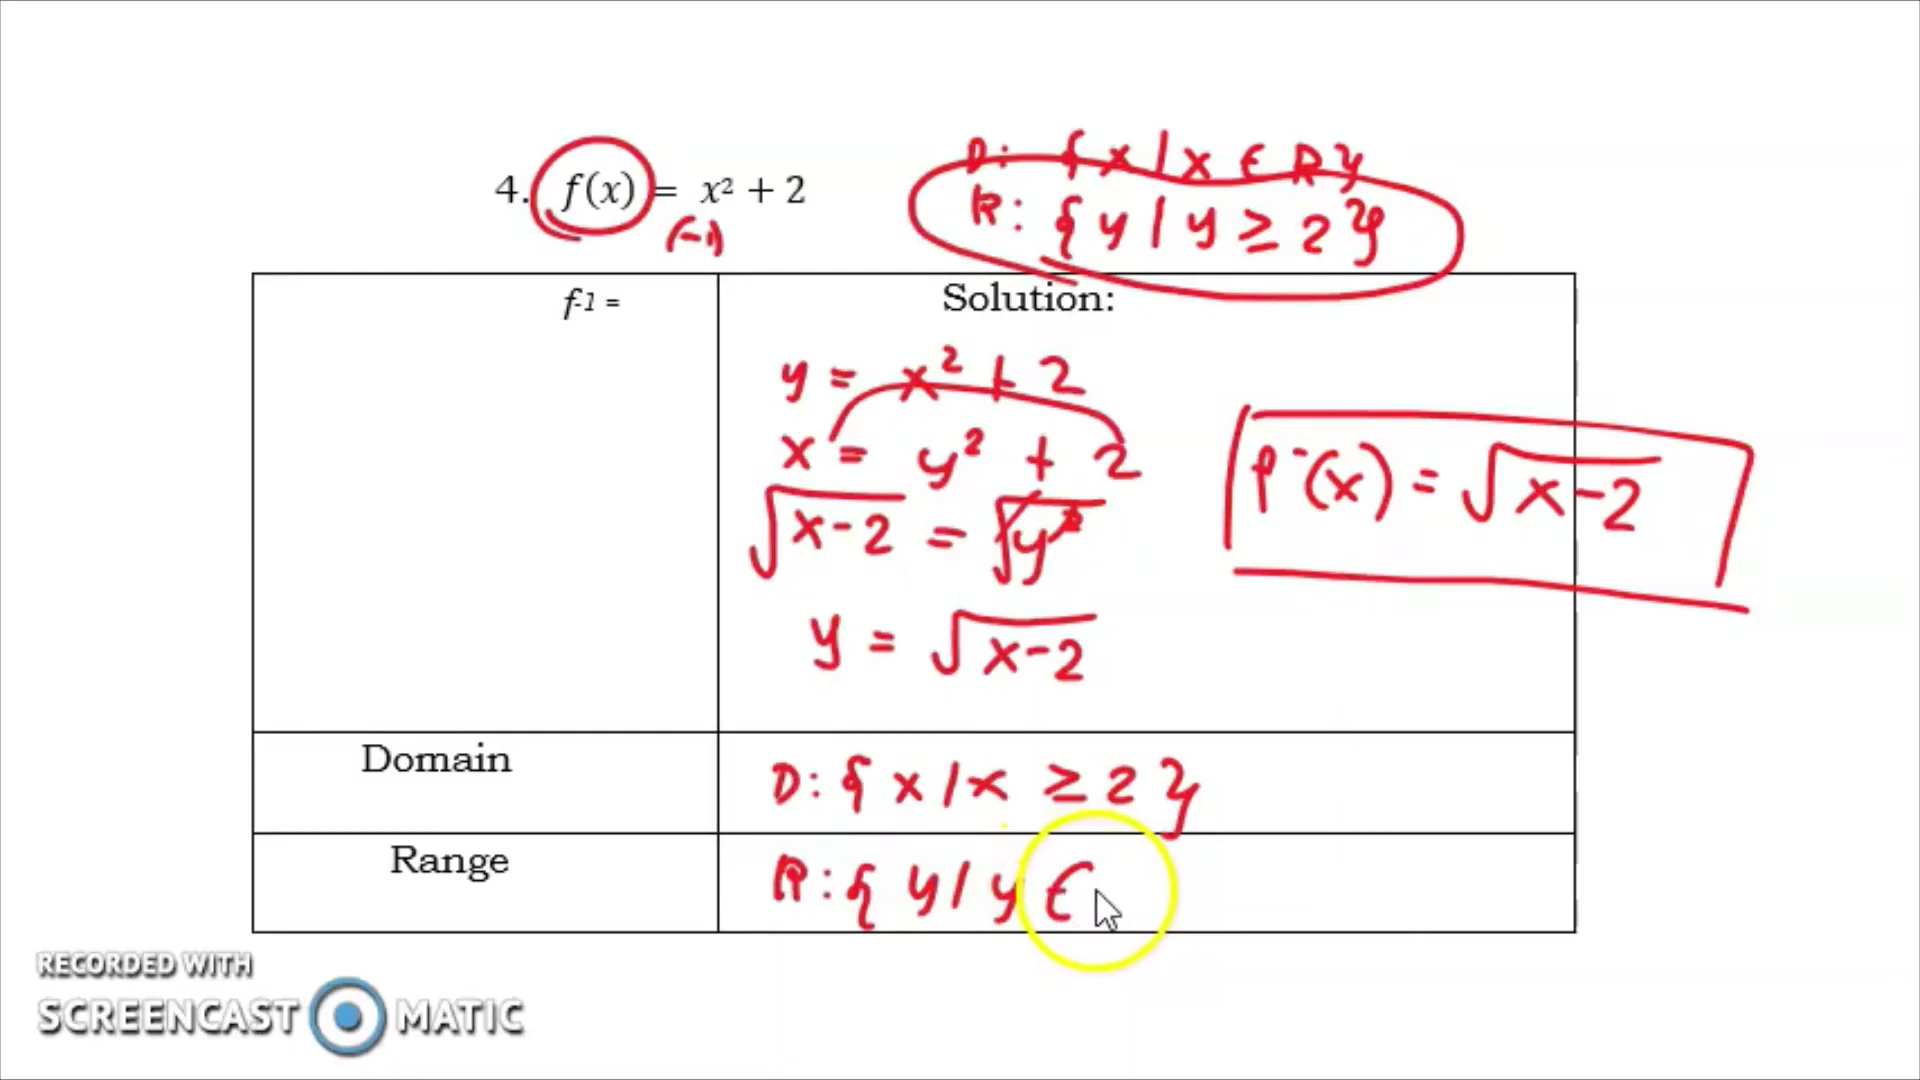 D: { x / x ∈ R }
4. f(x) = x² + 2
R: { y / y ≥ 2 }
(-1)
f-1 =
Solution:
y = x² + 2
x = y² + 2
f⁻(x) = √x-2
√x-2 = √y²
y = √x-2
Domain
D: { x / x ≥ 2 }
Range
R: { y / y ∈
RECORDED WITH
SCREENCAST MATIC